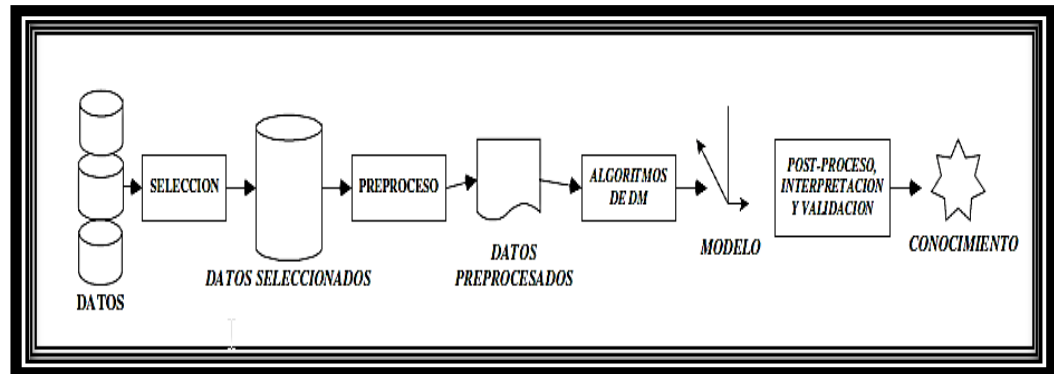 SELECCION
PREPROCESO
ALGORITMOS
DE DM
POST-PROCESO,
INTERPRETACION
Y VALIDACION
DATOS
DATOS SELECCIONADOS
DATOS
PREPROCESADOS
MODELO
CONOCIMIENTO